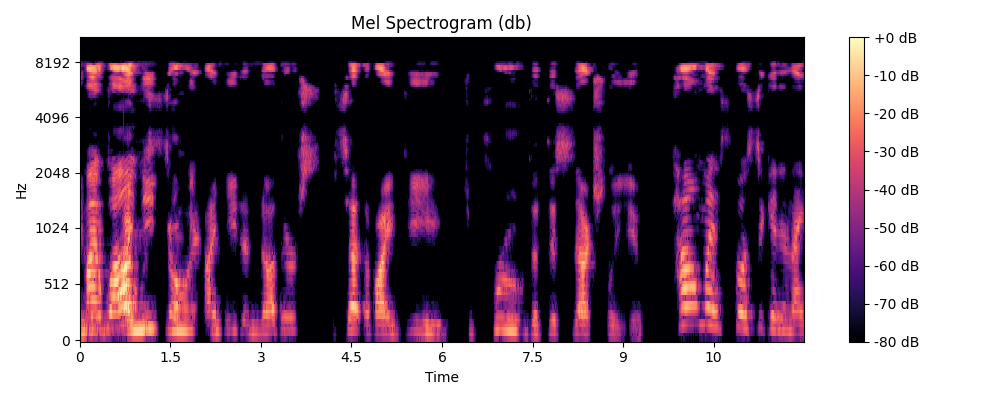 Mel Spectrogram (db)
8192
4096
2048
1024
512
0
Hz
0 1.5 3 4.5 6 7.5 9 10
Time
+0 dB
-10 dB
-20 dB
-30 dB
-40 dB
-50 dB
-60 dB
-70 dB
-80 dB